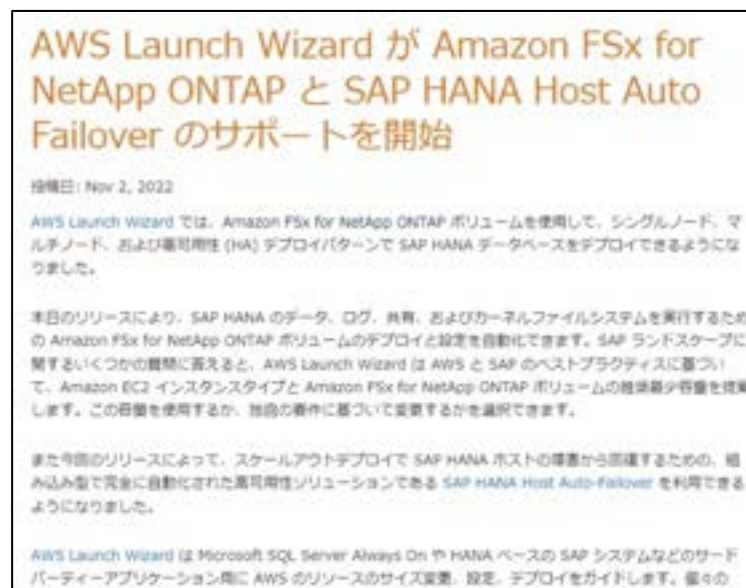 AWS Launch Wizard が Amazon FSx for
NetApp ONTAP と SAP HANA Host Auto
Failover のサポートを開始
投稿日: Nov 2, 2022
AWS Launch Wizard では、Amazon FSx for NetApp ONTAP ボリュームを使用して、シングルノード、マ
ルチノード、および高可用性 (HA) デプロイパターンで SAP HANA データベースをデプロイできるようにな
りました。
本日のリリースにより、SAP HANA のデータ、ログ、共有、およびカーネルファイルシステムを実行するため
の Amazon FSx for NetApp ONTAP ボリュームのデプロイと設定を自動化できます。SAP ランドスケープに
関するいくつかの質問に答えると、AWS Launch Wizard は AWS と SAP のベストプラクティスに基づい
て、Amazon EC2 インスタンスタイプと Amazon FSx for NetApp ONTAP ボリュームの推奨最少容量を提案
します。この容量を使用するか、独自の要件に基づいて変更するかを選択できます。
また今回のリリースによって、スケールアウトデプロイで SAP HANA ホストの障害から回復するための、組
み込み型で完全に自動化された高可用性ソリューションである SAP HANA Host Auto-Failover を利用できる
ようになりました。
AWS Launch Wizard は Microsoft SQL Server Always On や HANA ベースの SAP システムなどのサード
パーティーアプリケーション用に AWS のリソースのサイズ変更、設定、デプロイをガイドします。個々の